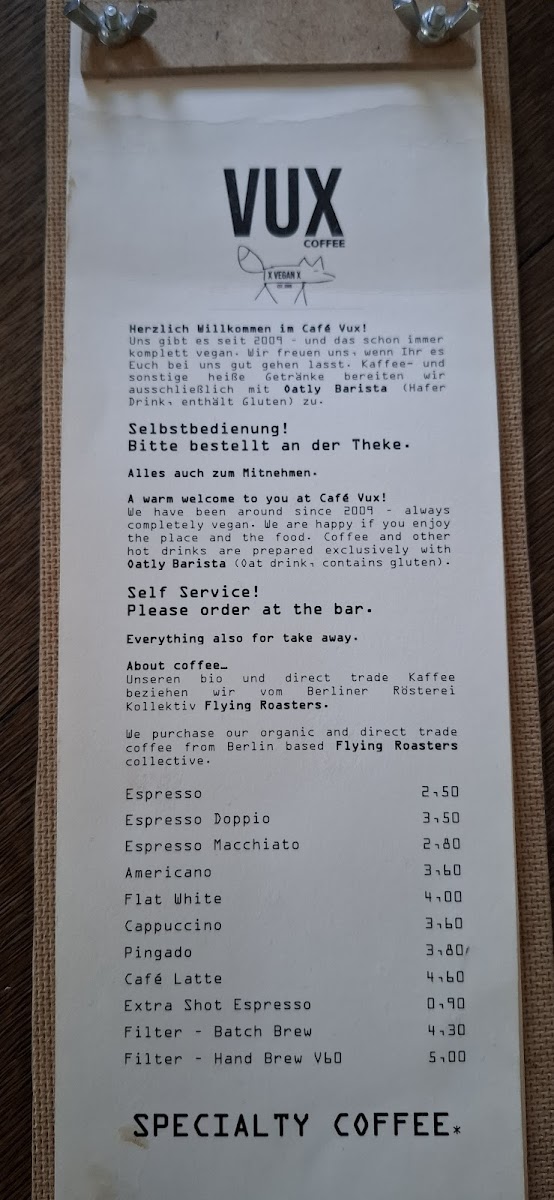 VUX
COFFEE
X VEGAN X
Herzlich Willkommen im Café Vux!
Uns gibt es seit 2009 - und das schon immer
komplett vegan. Wir freuen uns, wenn Ihr es
Euch bei uns gut gehen lasst. Kaffee- und
sonstige heiße Getränke bereiten wir
ausschließlich mit Oatly Barista (Hafer
Drink, enthält Gluten) zu.
Selbstbedienung!
Bitte bestellt an der Theke.
Alles auch zum Mitnehmen.
A warm welcome to you at Café Vux!
We have been around since 2009 - always
completely vegan. We are happy if you enjoy
the place and the food. Coffee and other
hot drinks are prepared exclusively with
Oatly Barista (Oat drink, contains gluten).
Self Service!
Please order at the bar.
Everything also for take away.
About coffee…
Unseren bio und direct trade Kaffee
beziehen wir vom Berliner Rösterei
Kollektiv Flying Roasters.
We purchase our organic and direct trade
coffee from Berlin based Flying Roasters
collective.
Espresso 2,50
Espresso Doppio 3,50
Espresso Macchiato 2,80
Americano 3,60
Flat White 4,00
Cappuccino 3,60
Pingado 3,80
Café Latte 4,60
Extra Shot Espresso 0,90
Filter - Batch Brew 4,30
Filter - Hand Brew V60 5,00
SPECIALTY COFFEE*